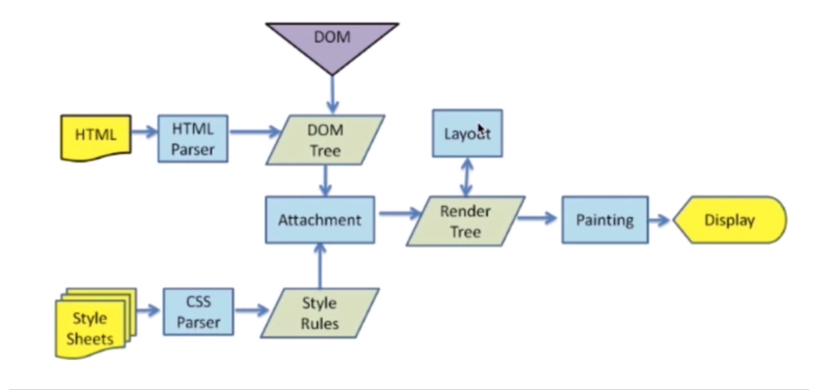 DOM
HTML
HTML
Parser
DOM
Tree
Layout
Attachment
Render
Tree
Painting
Display
Style
Sheets
CSS
Parser
Style
Rules